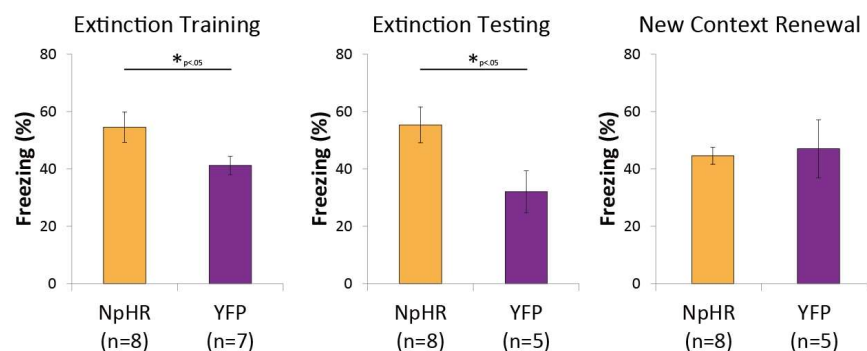 Extinction Training
Freezing (%)
80
60
40
20
0
*p<.05
NpHR
(n=8)
YFP
(n=7)
Extinction Testing
Freezing (%)
80
60
40
20
0
*p<.05
NpHR
(n=8)
YFP
(n=5)
New Context Renewal
Freezing (%)
80
60
40
20
0
NpHR
(n=8)
YFP
(n=5)